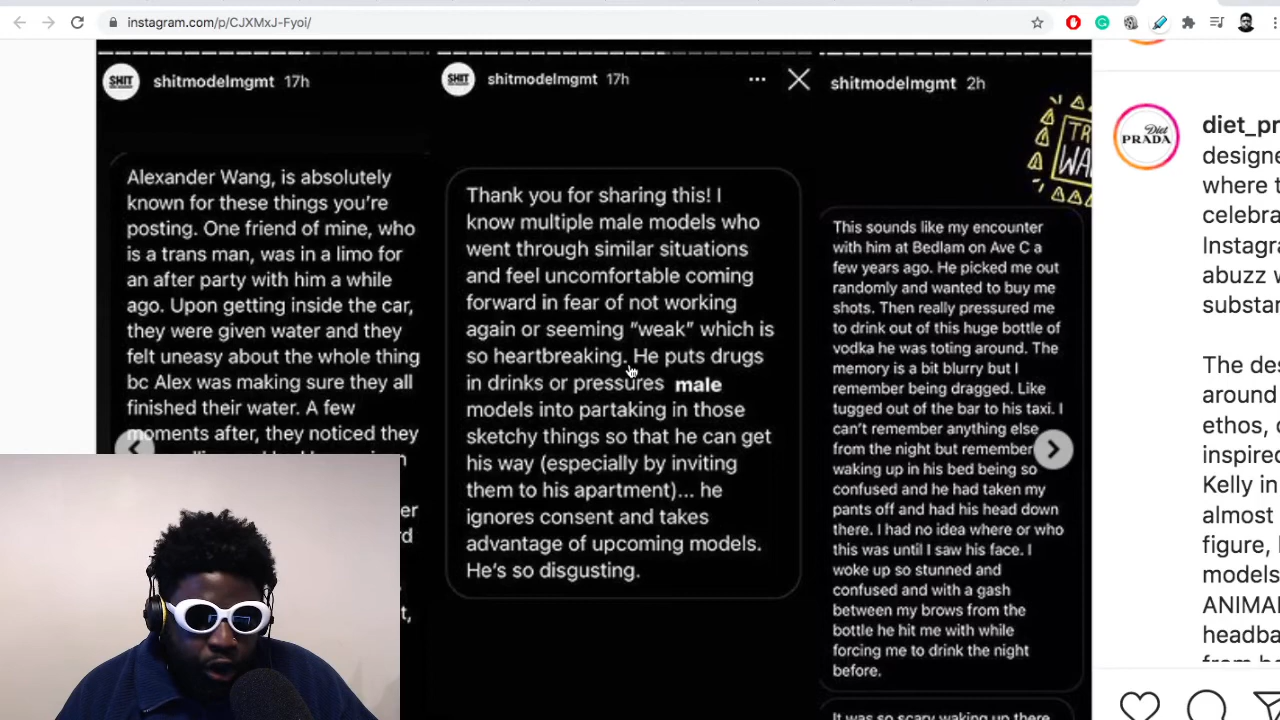 instagram.com/p/CJXMxJ-Fyoi/
SHIT
shitmodelmgmt 17h
Alexander Wang, is absolutely
known for these things you're
posting. One friend of mine, who
is a trans man, was in a limo for
an after party with him a while
ago. Upon getting inside the car,
they were given water and they
felt uneasy about the whole thing
bc Alex was making sure they all
finished their water. A few
moments after, they noticed they
SHIT
shitmodelmgmt 17h
Thank you for sharing this! I
know multiple male models who
went through similar situations
and feel uncomfortable coming
forward in fear of not working
again or seeming "weak" which is
so heartbreaking. He puts drugs
in drinks or pressures male
models into partaking in those
sketchy things so that he can get
his way (especially by inviting
them to his apartment)... he
ignores consent and takes
advantage of upcoming models.
He's so disgusting.
shitmodelmgmt 2h
This sounds like my encounter
with him at Bedlam on Ave C a
few years ago. He picked me out
randomly and wanted to buy me
shots. Then really pressured me
to drink out of this huge bottle of
vodka he was toting around. The
memory is a bit blurry but I
remember being dragged. Like
tugged out of the bar to his taxi. I
can't remember anything else
from the night but remember
waking up in his bed being so
confused and he had taken my
pants off and had his head down
there. I had no idea where or who
this was until I saw his face. I
woke up so stunned and
confused and with a gash
between my brows from the
bottle he hit me with while
forcing me to drink the night
before.
It was so scary waking up there
Diet
PRADA
diet_pr
designe
where t
celebra
Instagra
abuzz w
substan
The des
around
ethos, c
inspired
Kelly in
almost
figure, l
models
ANIMA
headba